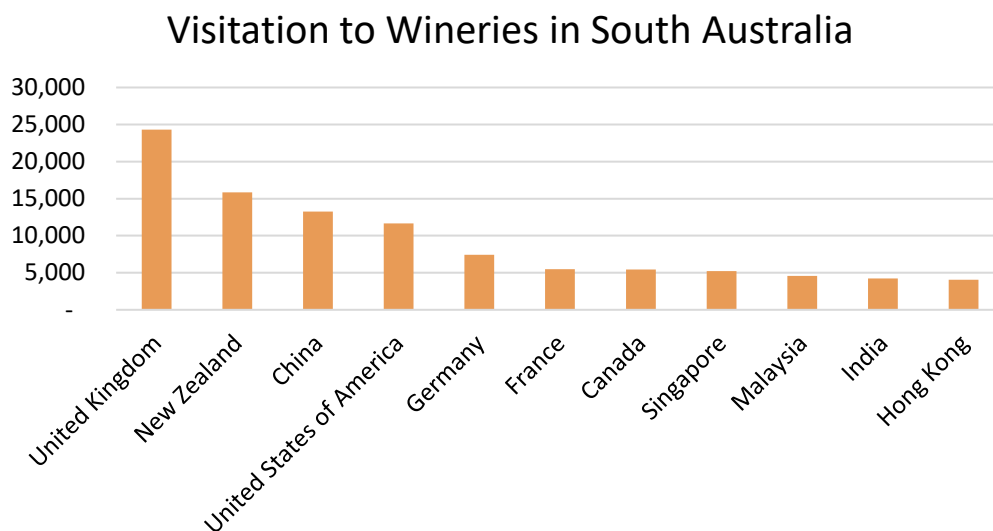 Visitation to Wineries in South Australia
30,000
25,000
20,000
15,000
10,000
5,000
-
United Kingdom
New Zealand
China
United States of America
Germany
France
Canada
Singapore
Malaysia
India
Hong Kong